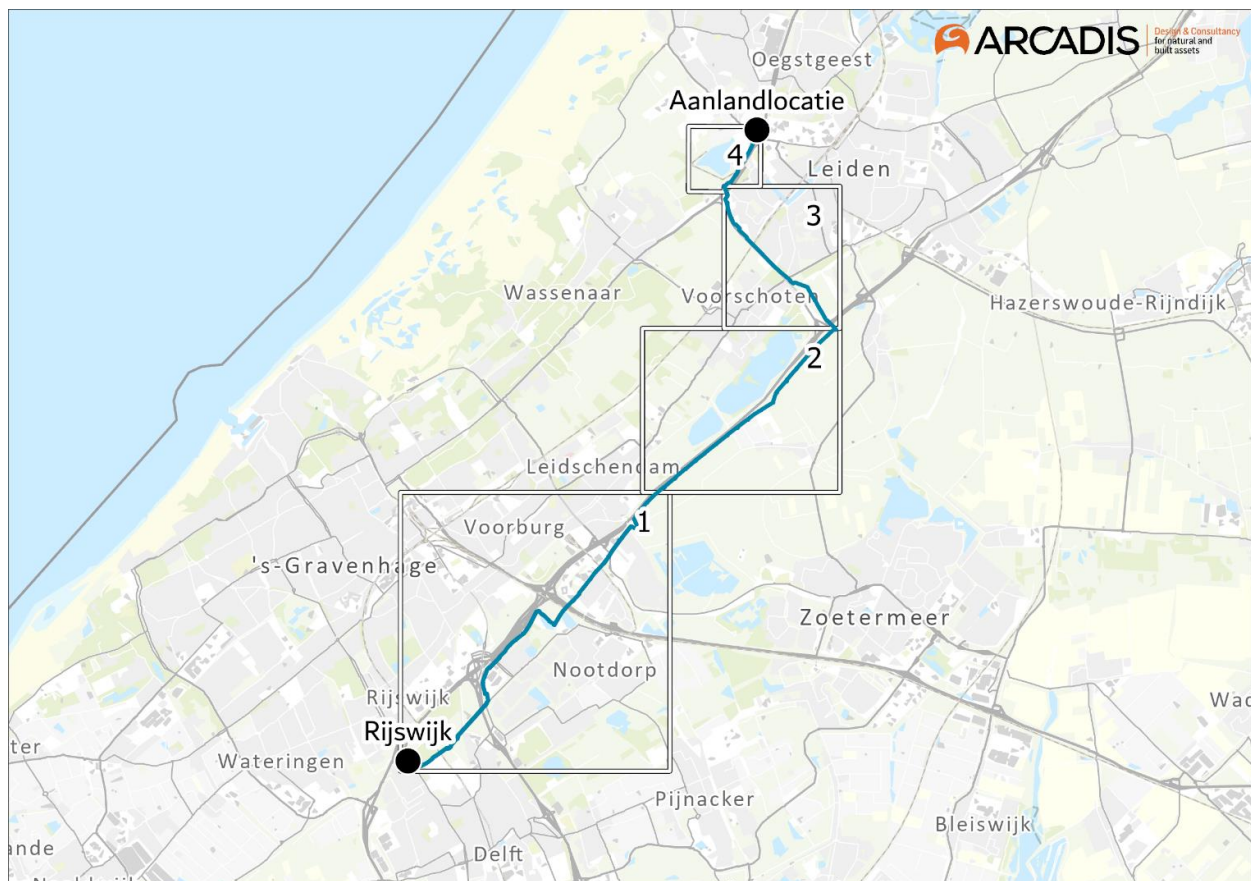 ARCADIS
Design & Consultancy
for natural and
built assets
Oegstgeest
Aanlandlocatie
4
Leiden
3
Wassenaar
Voorschoten
Hazerswoude-Rijndijk
2
Leidschendam
1
Voorburg
's-Gravenhage
Zoetermeer
Nootdorp
Rijswijk
Rijswijk
Wateringen
Pijnacker
Bleiswijk
Delft